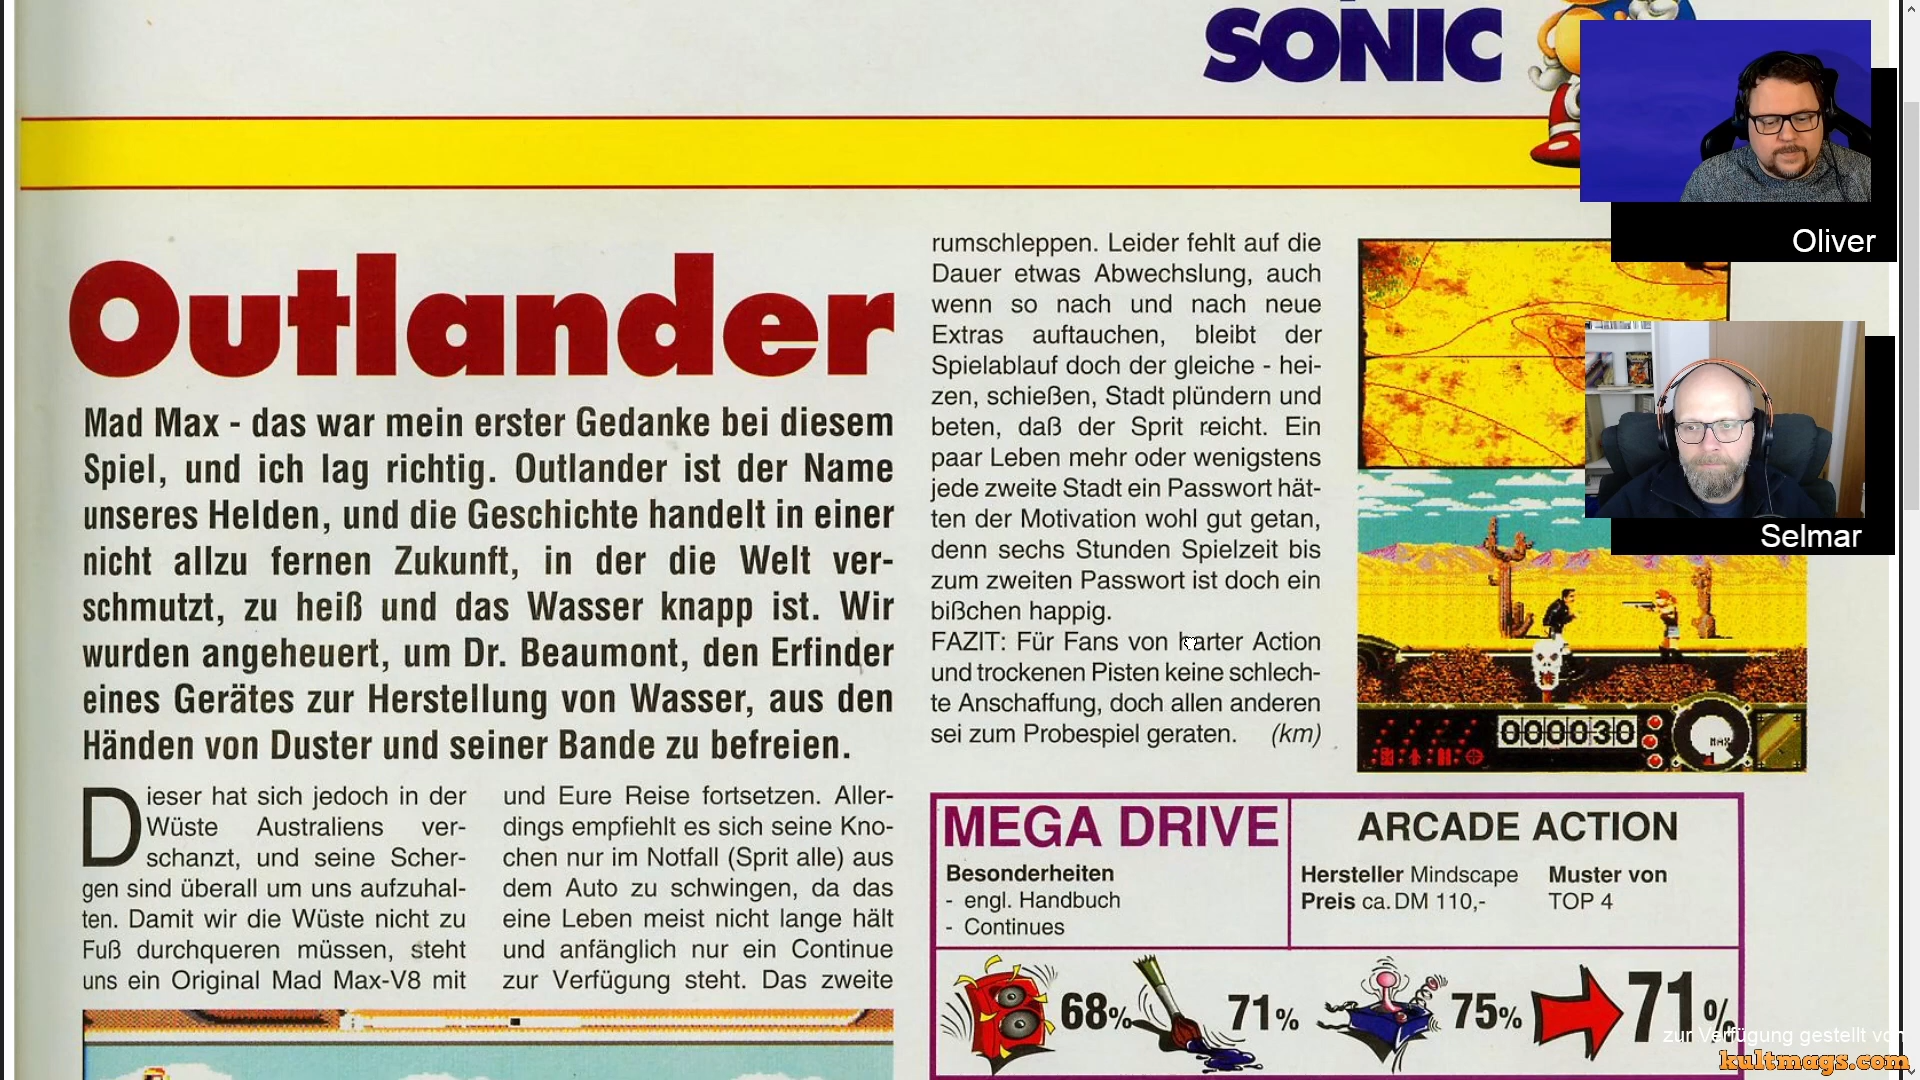 SONIC
Oliver
Selmar
Outlander
Mad Max - das war mein erster Gedanke bei diesem
Spiel, und ich lag richtig. Outlander ist der Name
unseres Helden, und die Geschichte handelt in einer
nicht allzu fernen Zukunft, in der die Welt ver-
schmutzt, zu heiß und das Wasser knapp ist. Wir
wurden angeheuert, um Dr. Beaumont, den Erfinder
eines Gerätes zur Herstellung von Wasser, aus den
Händen von Duster und seiner Bande zu befreien.
Dieser hat sich jedoch in der
Wüste Australiens ver-
schanzt, und seine Scher-
gen sind überall um uns aufzuhal-
ten. Damit wir die Wüste nicht zu
Fuß durchqueren müssen, steht
uns ein Original Mad Max-V8 mit
und Eure Reise fortsetzen. Aller-
dings empfiehlt es sich seine Kno-
chen nur im Notfall (Sprit alle) aus
dem Auto zu schwingen, da das
eine Leben meist nicht lange hält
und anfänglich nur ein Continue
zur Verfügung steht. Das zweite
rumschleppen. Leider fehlt auf die
Dauer etwas Abwechslung, auch
wenn so nach und nach neue
Extras auftauchen, bleibt der
Spielablauf doch der gleiche - hei-
zen, schießen, Stadt plündern und
beten, daß der Sprit reicht. Ein
paar Leben mehr oder wenigstens
jede zweite Stadt ein Passwort hät-
ten der Motivation wohl gut getan,
denn sechs Stunden Spielzeit bis
zum zweiten Passwort ist doch ein
bißchen happig.
FAZIT: Für Fans von harter Action
und trockenen Pisten keine schlech-
te Anschaffung, doch allen anderen
sei zum Probespiel geraten. (km)
000030
MAX
MEGA DRIVE
Besonderheiten
- engl. Handbuch
- Continues
ARCADE ACTION
Hersteller Mindscape
Preis ca. DM 110,-
Muster von
TOP 4
68% 71% 75% 71%
zur Verfügung gestellt von
kultmags.com